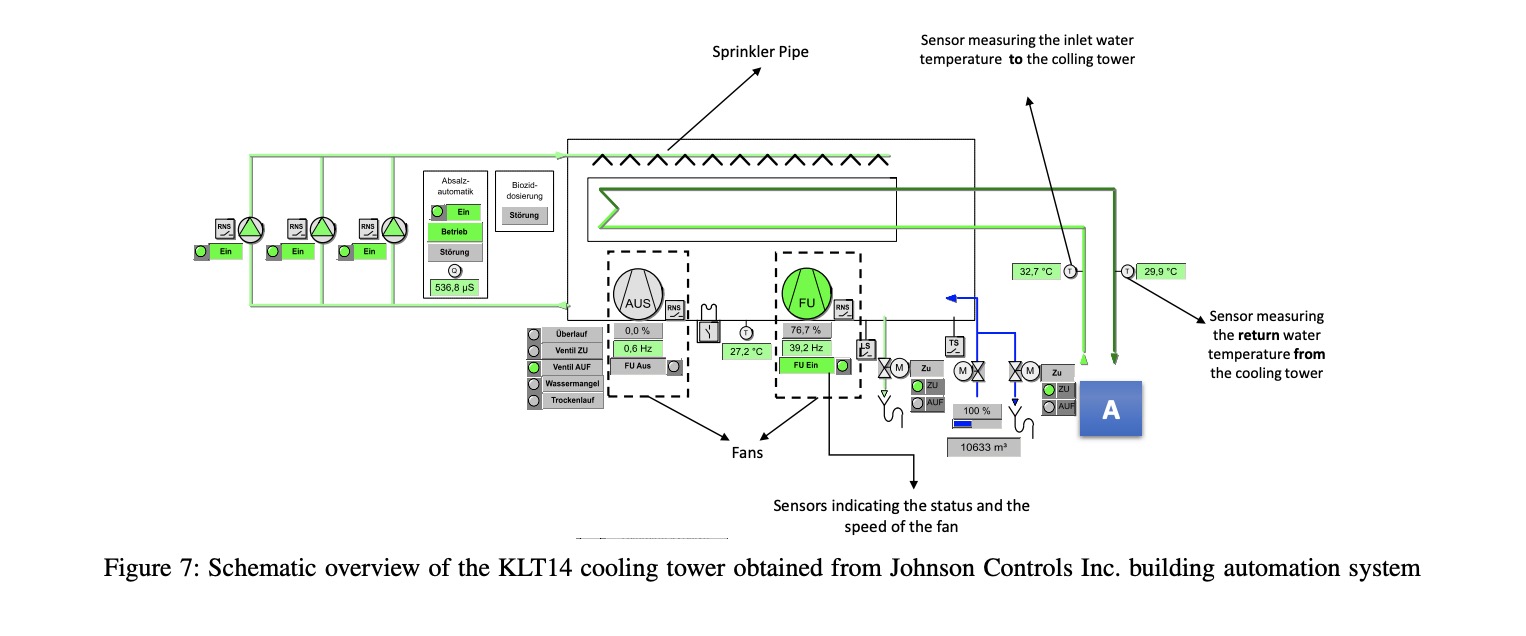 Sprinkler Pipe
Sensor measuring the inlet water
temperature to the colling tower
Absalz-
automatik
Ein
Betrieb
Störung
Q
536,8 µS
Biozid-
dosierung
Störung
RNS
Ein
RNS
Ein
RNS
Ein
AUS
RNS
0,0 %
0,6 Hz
FU Aus
FU
RNS
76,7 %
39,2 Hz
FU Ein
T
27,2 °C
Überlauf
Ventil ZU
Ventil AUF
Wassermangel
Trockenlauf
LS
M
Zu
ZU
AUF
TS
M
100 %
10633 m³
M
Zu
ZU
AUF
32,7 °C
T
T
29,9 °C
A
Sensor measuring
the return water
temperature from
the cooling tower
Fans
Sensors indicating the status and the
speed of the fan
Figure 7: Schematic overview of the KLT14 cooling tower obtained from Johnson Controls Inc. building automation system